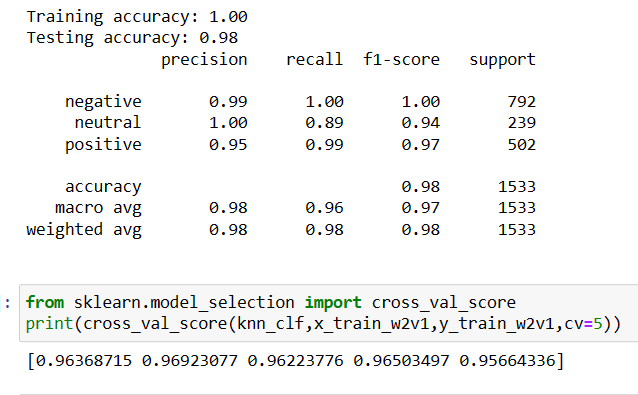 Training accuracy: 1.00
Testing accuracy: 0.98
precision recall f1-score support
negative 0.99 1.00 1.00 792
neutral 1.00 0.89 0.94 239
positive 0.95 0.99 0.97 502
accuracy 0.98 1533
macro avg 0.98 0.96 0.97 1533
weighted avg 0.98 0.98 0.98 1533
: from sklearn.model_selection import cross_val_score
print(cross_val_score(knn_clf,x_train_w2v1,y_train_w2v1,cv=5))
[0.96368715 0.96923077 0.96223776 0.96503497 0.95664336]